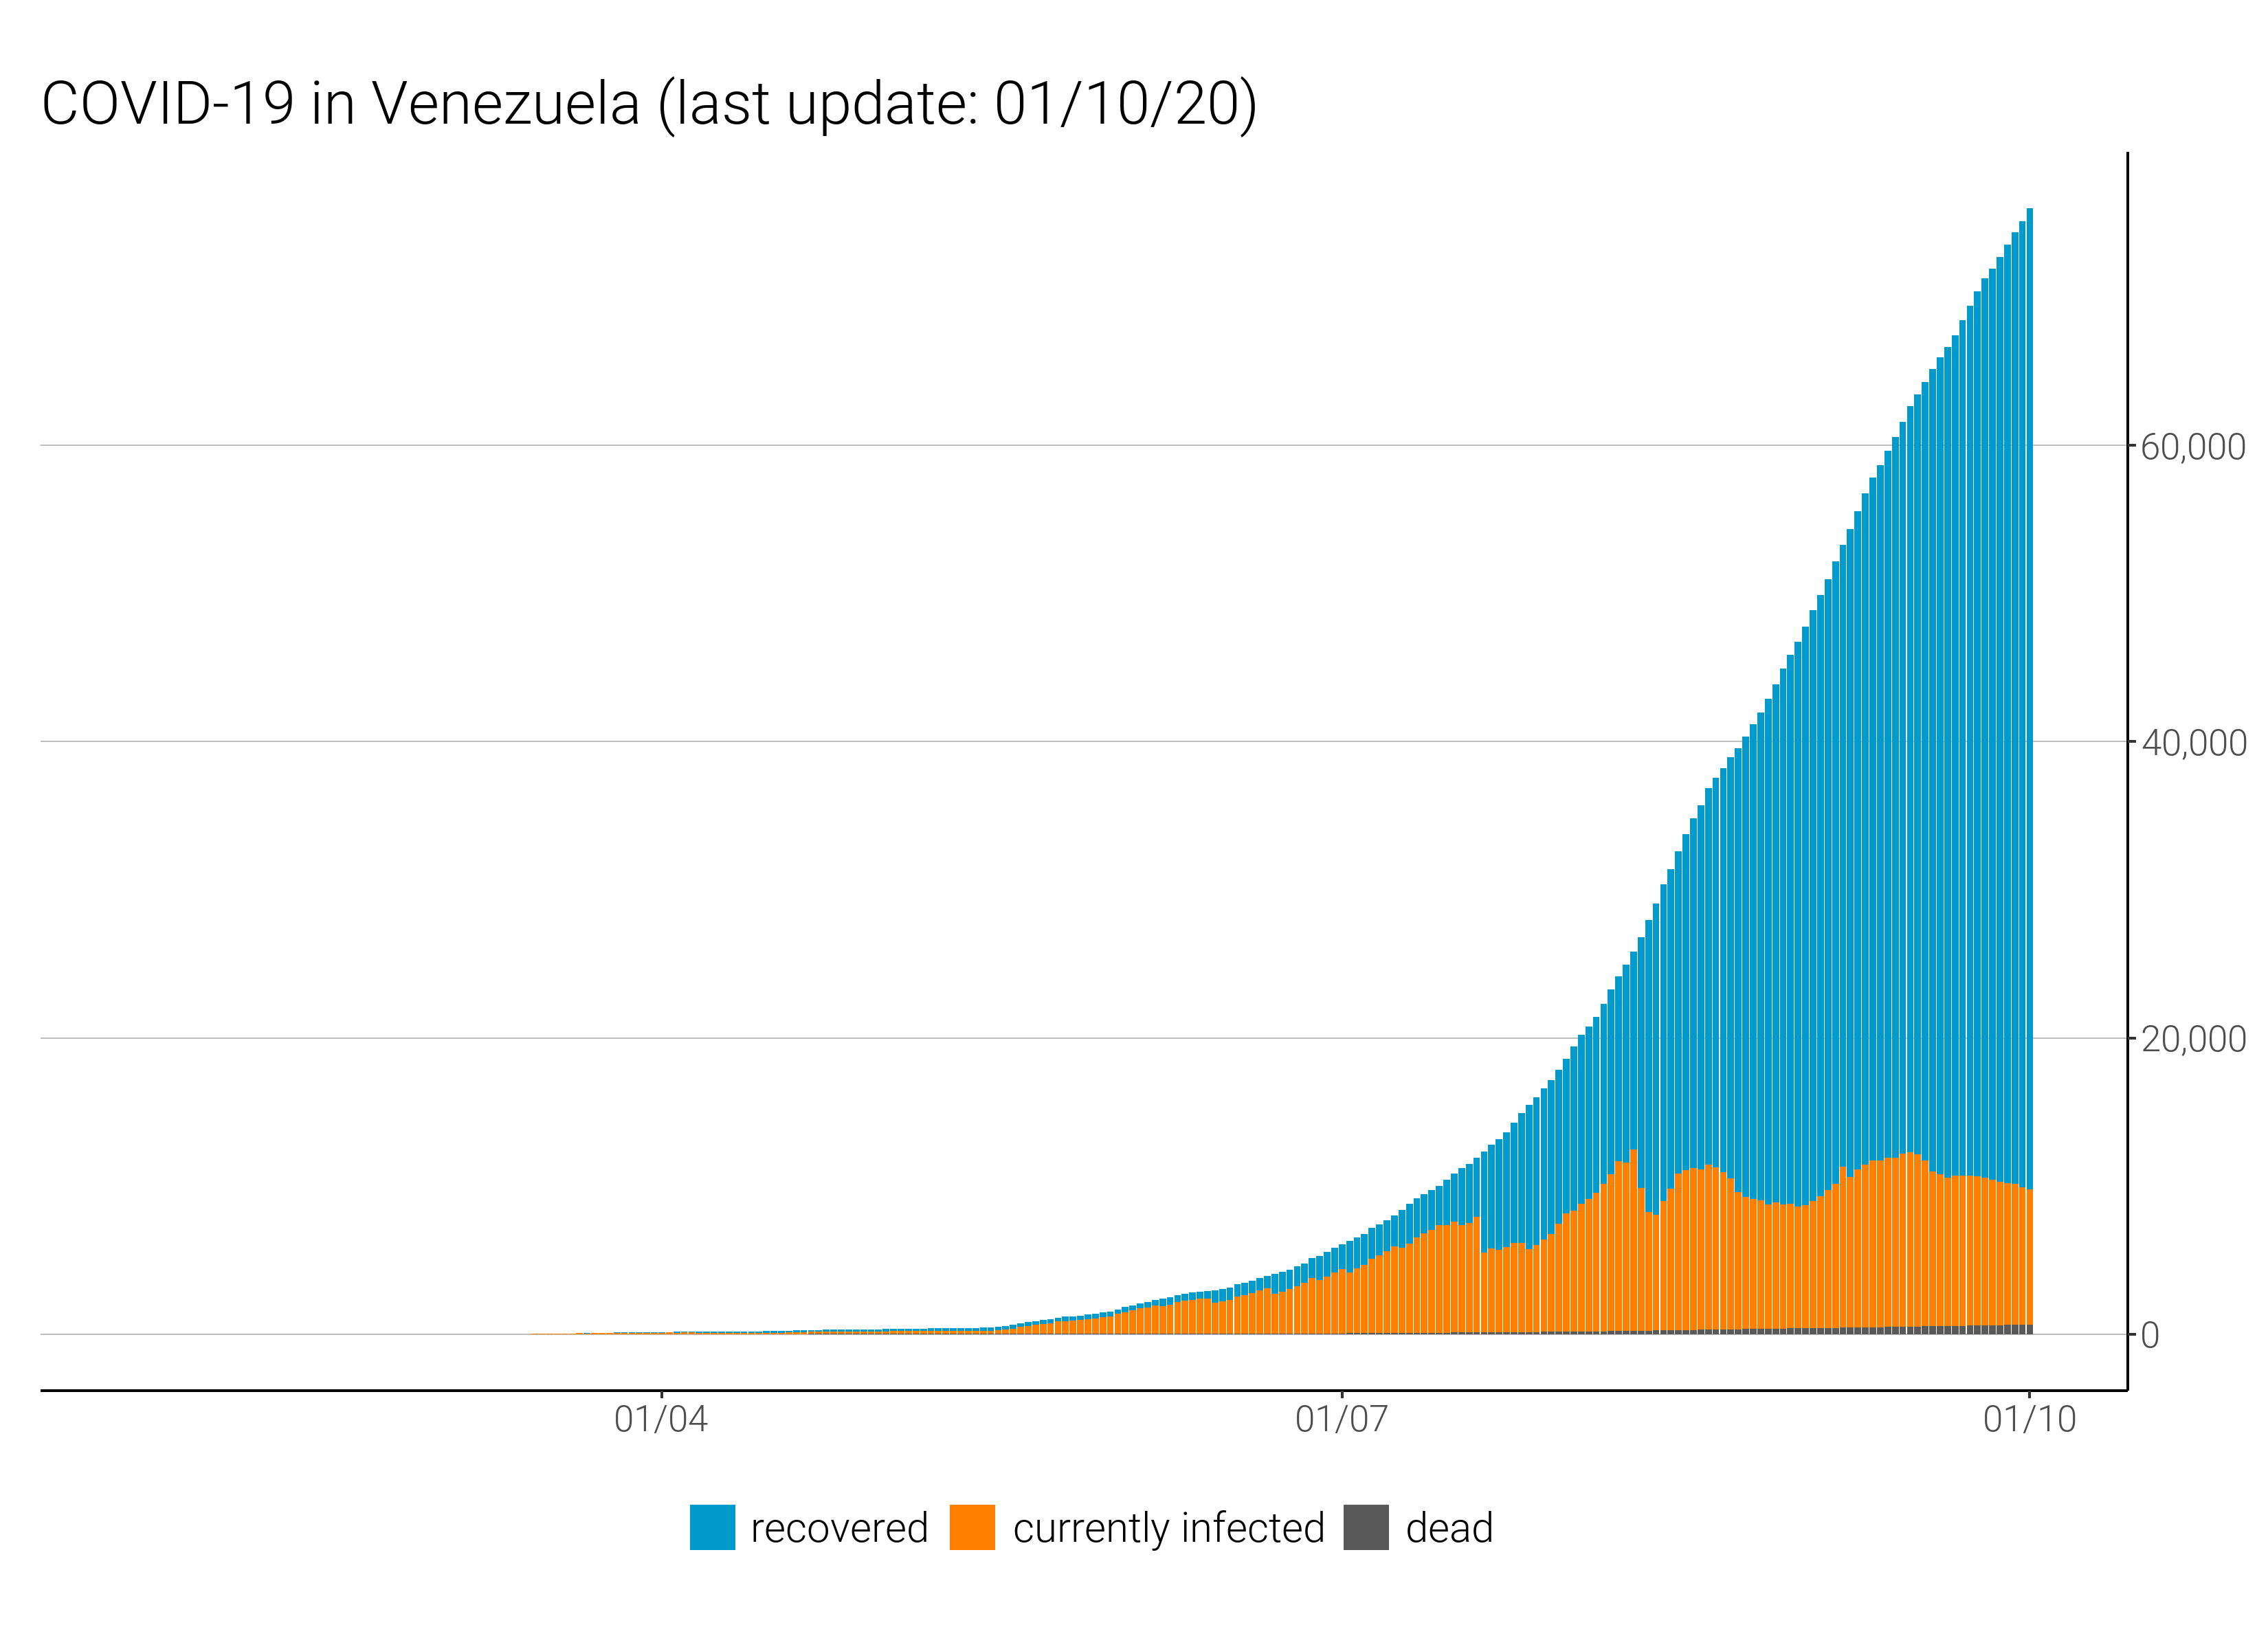 COVID-19 in Venezuela (last update: 01/10/20)
60,000
40,000
20,000
0
01/04 01/07 01/10
recovered currently infected dead